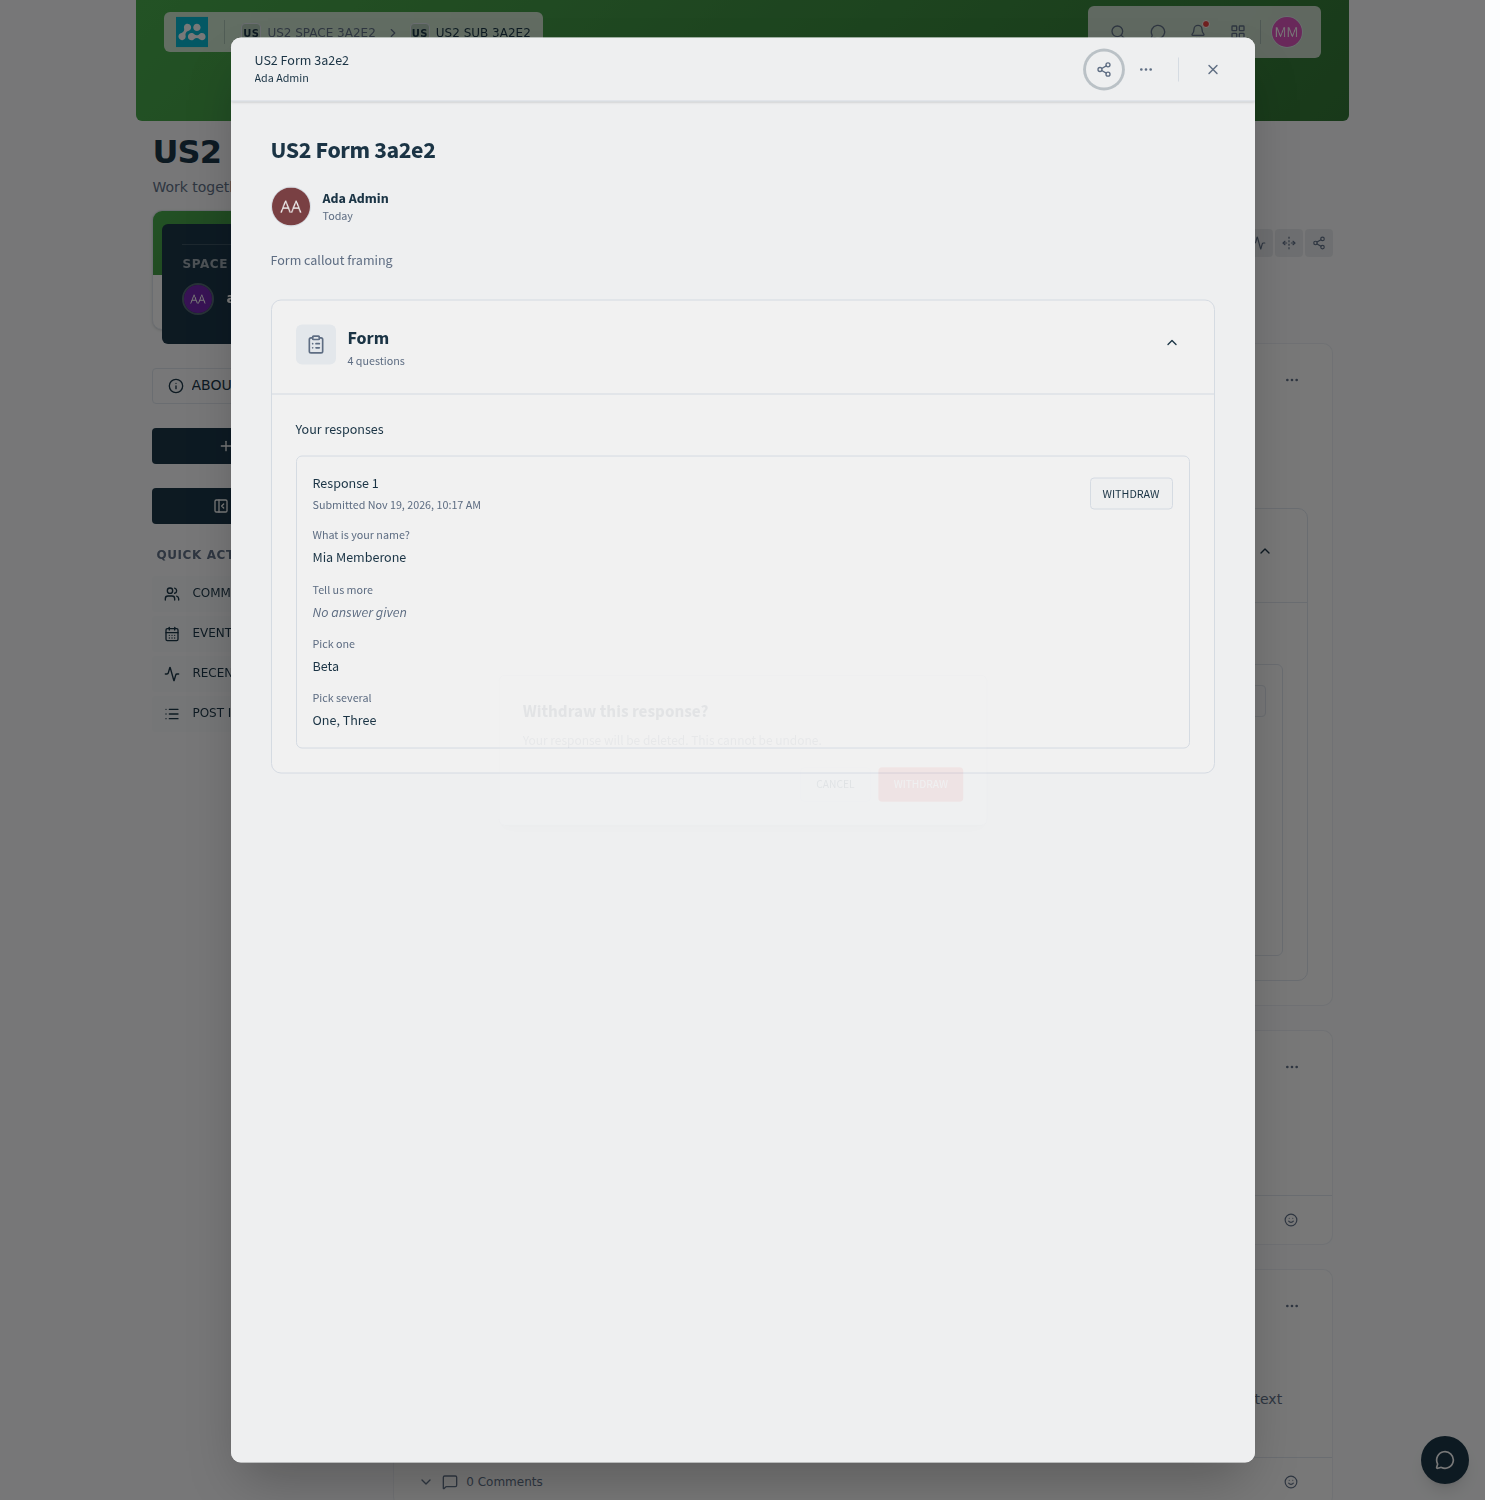 US US2 SPACE 3A2E2 US US2 SUB 3A2E2
MM
US2 Form 3a2e2
Ada Admin
US2
Work
US2 Form 3a2e2
AA
Ada Admin
Today
Form callout framing
SPACE
AA
Form
4 questions
ABOU
Your responses
Response 1
Submitted Nov 19, 2026, 10:17 AM
WITHDRAW
What is your name?
Mia Memberone
Tell us more
No answer given
Pick one
Beta
Pick several
One, Three
QUICK ACT
COMM
EVENT
RECEN
POST
Withdraw this response?
Your response will be deleted. This cannot be undone.
CANCEL
WITHDRAW
text
0 Comments